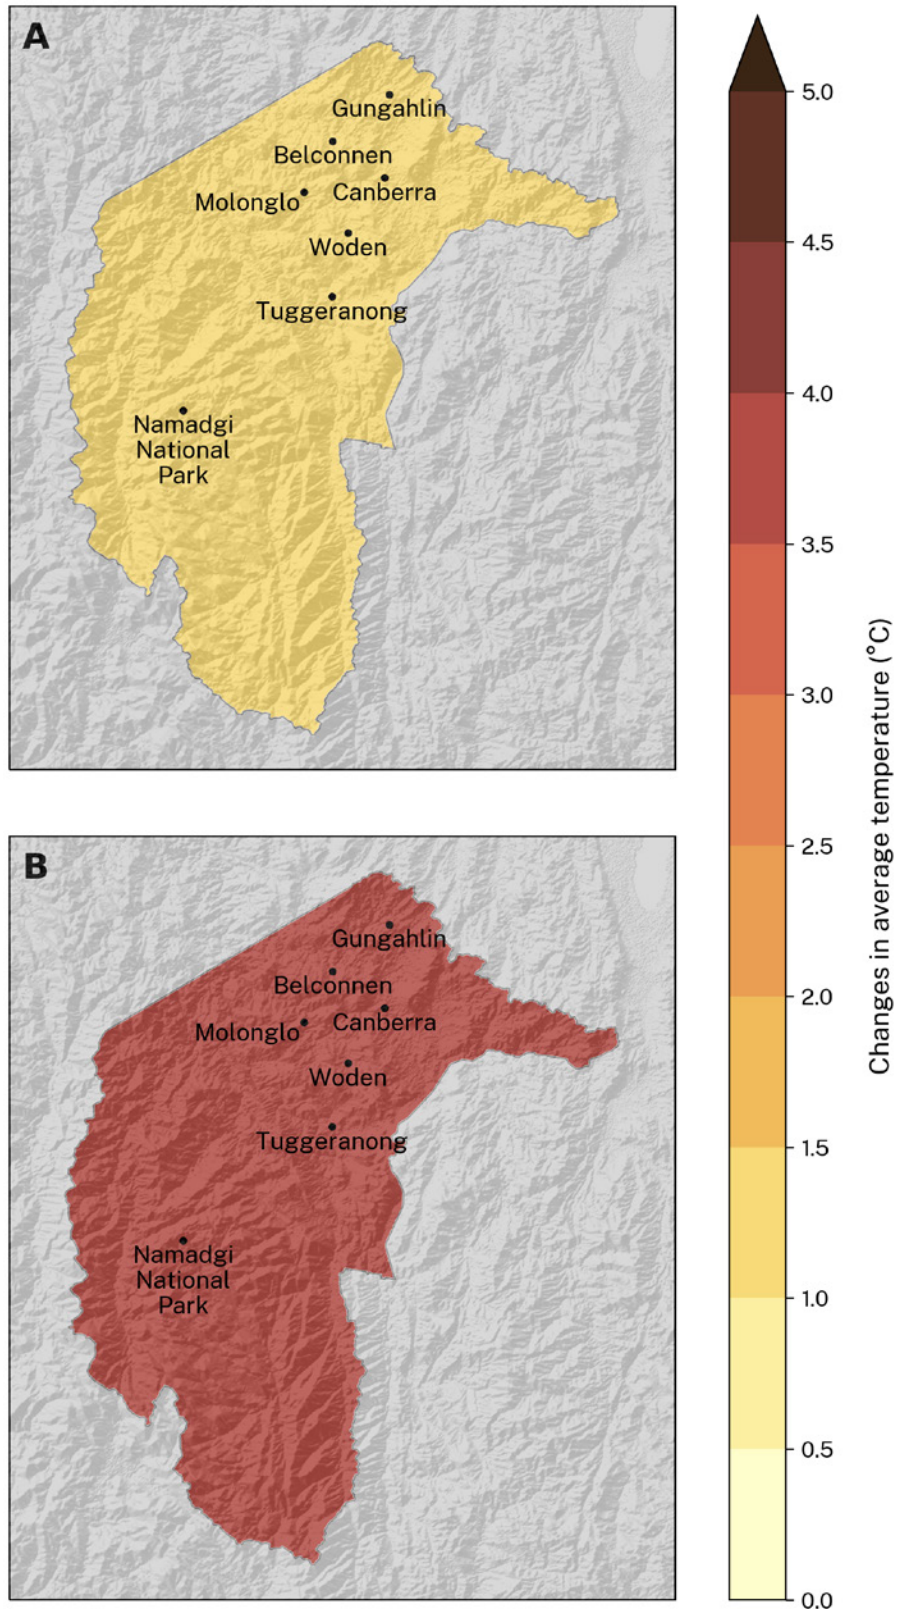 A
Gungahlin
Belconnen
Canberra
Molonglo
Woden
Tuggeranong
Namadgi
National
Park
B
Gungahlin
Belconnen
Canberra
Molonglo
Woden
Tuggeranong
Namadgi
National
Park
5.0
4.5
4.0
3.5
3.0
2.5
2.0
1.5
1.0
0.5
0.0
Changes in average temperature (°C)